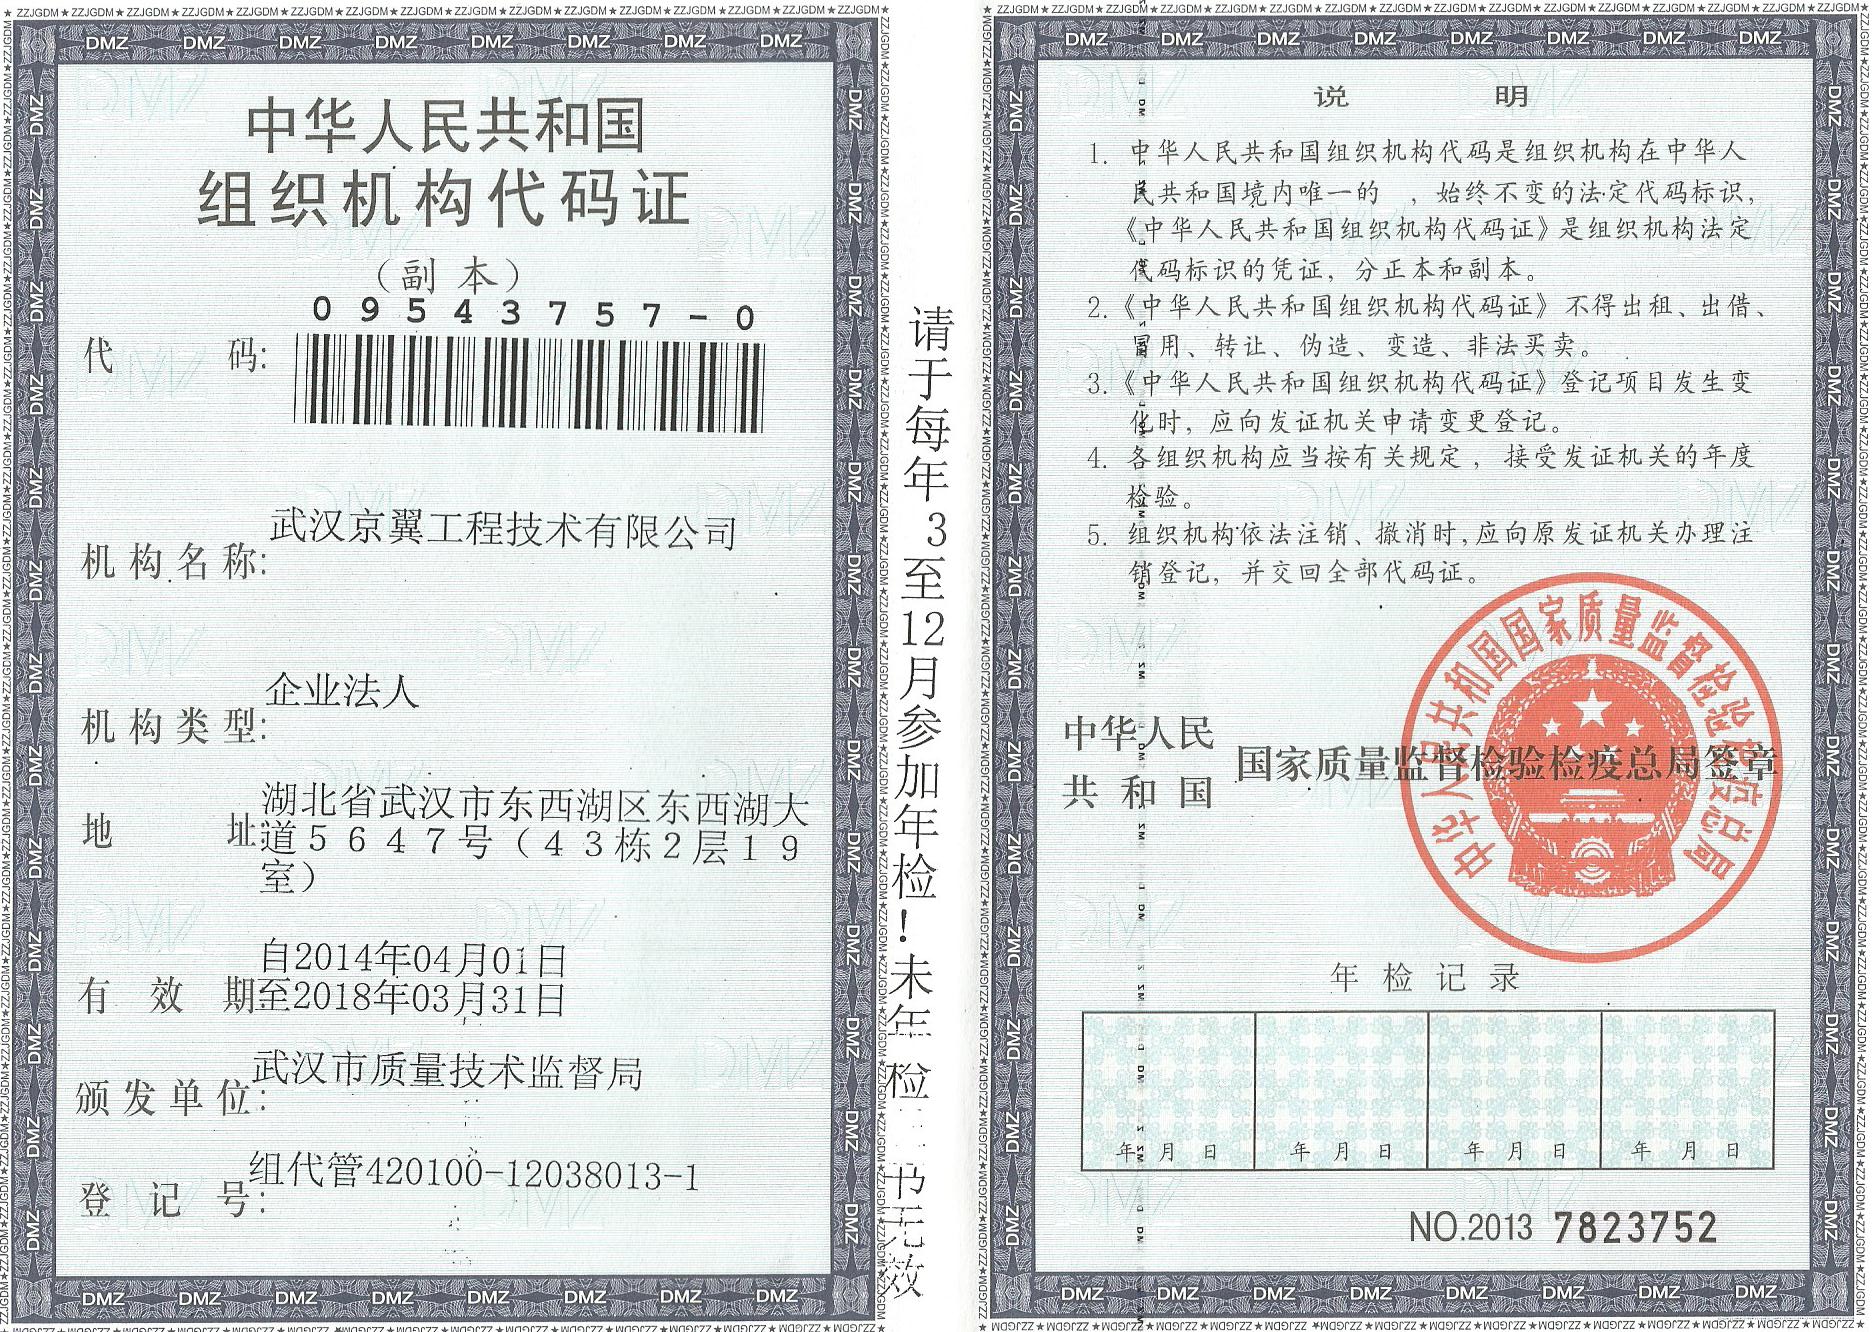 中华人民共和国
组织机构代码证
（副 本）
代 码: 09543757-0
机构名称: 武汉京翼工程技术有限公司
机构类型: 企业法人
地 址: 湖北省武汉市东西湖区东西湖大
道５６４７号（４３栋２层１９
室）
有 效 期: 自2014年04月01日
至2018年03月31日
颁发单位: 武汉市质量技术监督局
登 记 号: 组代管420100-12038013-1
请于每年3至12月参加年检！未年检 书无效
说 明
1. 中华人民共和国组织机构代码是组织机构在中华人
民共和国境内唯一的 ，始终不变的法定代码标识，
《中华人民共和国组织机构代码证》是组织机构法定
代码标识的凭证，分正本和副本。
2.《中华人民共和国组织机构代码证》不得出租、出借、
冒用、转让、伪造、变造、非法买卖。
3.《中华人民共和国组织机构代码证》登记项目发生变
化时，应向发证机关申请变更登记。
4. 各组织机构应当按有关规定，接受发证机关的年度
检验。
5. 组织机构依法注销、撤消时,应向原发证机关办理注
销登记，并交回全部代码证。
中华人民
共和国
国家质量监督检验检疫总局签章
中华人民共和国国家质量监督检验检疫总局
年检记录
年 月 日 年 月 日 年 月 日 年 月 日
NO.2013 7823752